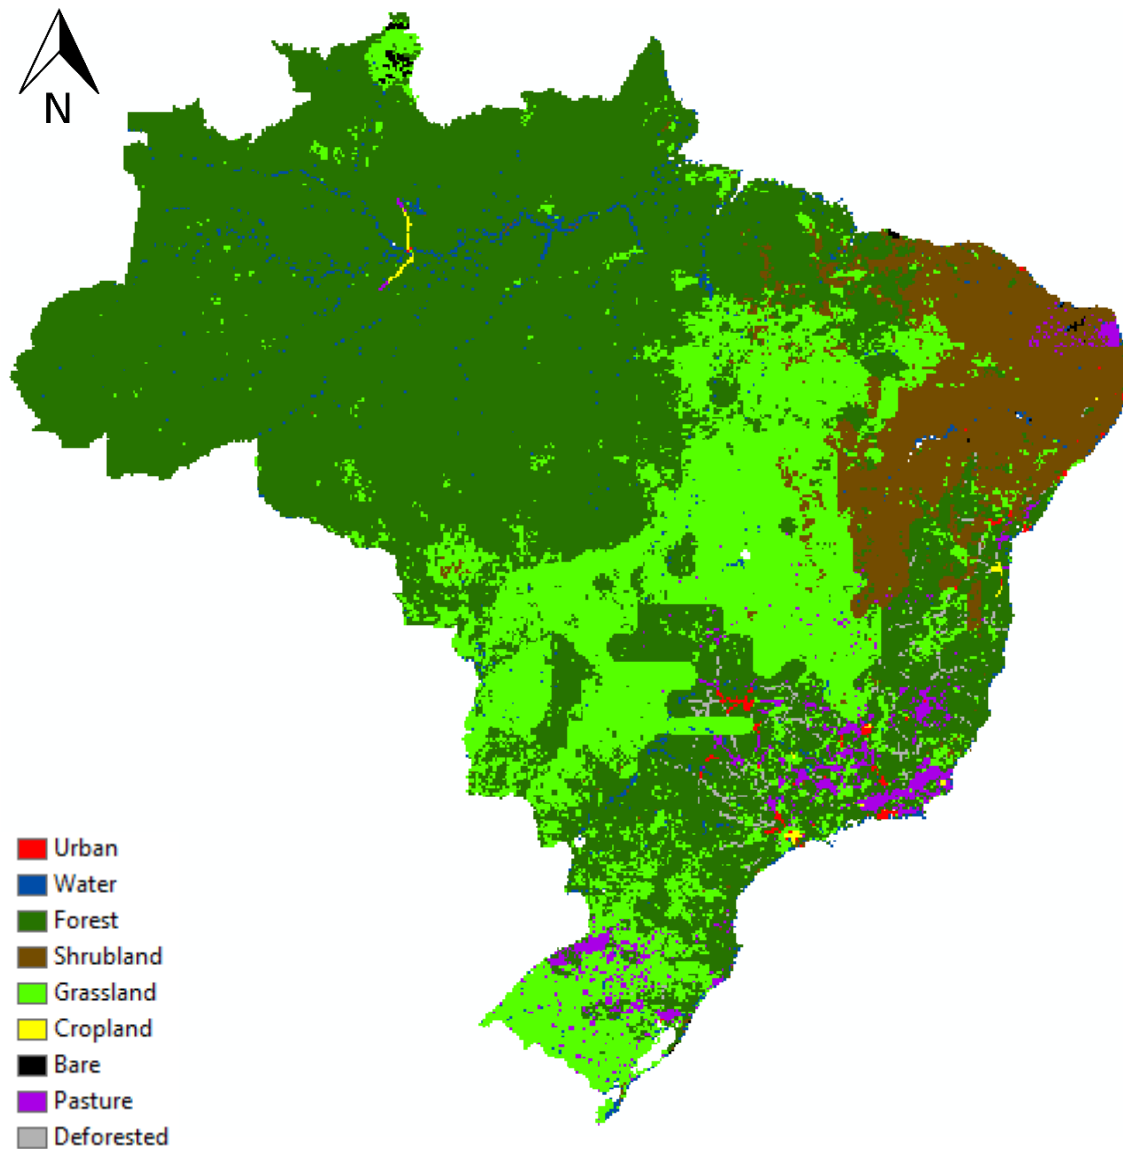 N
Urban
Water
Forest
Shrubland
Grassland
Cropland
Bare
Pasture
Deforested